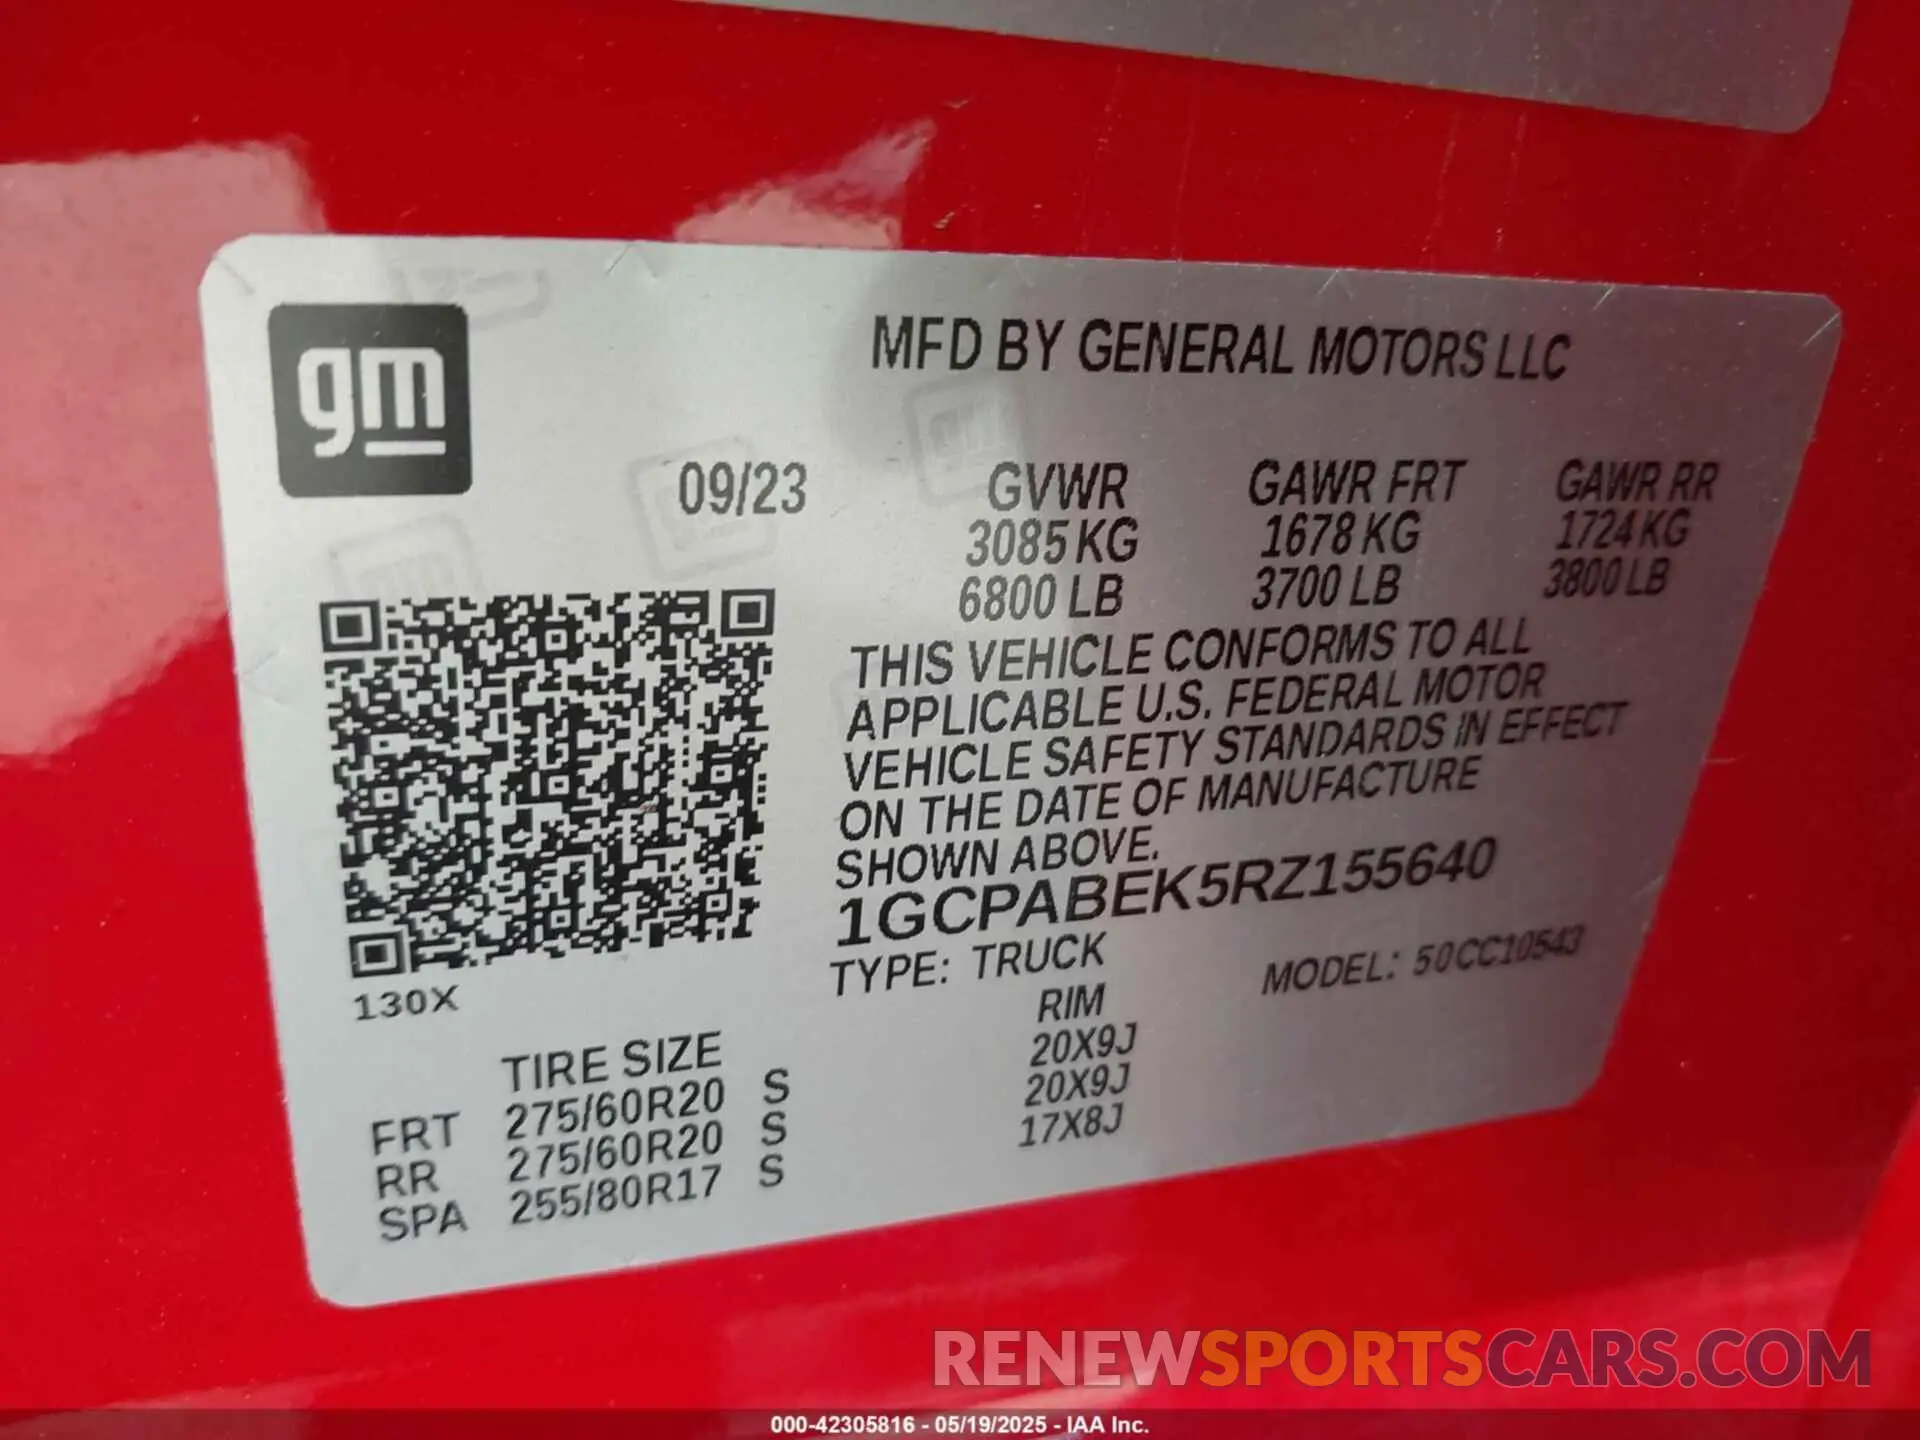 gm
MFD BY GENERAL MOTORS LLC
09/23 GVWR GAWR FRT GAWR RR
3085 KG 1678 KG 1724 KG
6800 LB 3700 LB 3800 LB
THIS VEHICLE CONFORMS TO ALL
APPLICABLE U.S. FEDERAL MOTOR
VEHICLE SAFETY STANDARDS IN EFFECT
ON THE DATE OF MANUFACTURE
SHOWN ABOVE.
1GCPABEK5RZ155640
TYPE: TRUCK MODEL: 50CC10543
130X
TIRE SIZE RIM
FRT 275/60R20 S 20X9J
RR 275/60R20 S 20X9J
SPA 255/80R17 S 17X8J
RENEWSPORTSCARS.COM
000-42305816 - 05/19/2025 - IAA Inc.